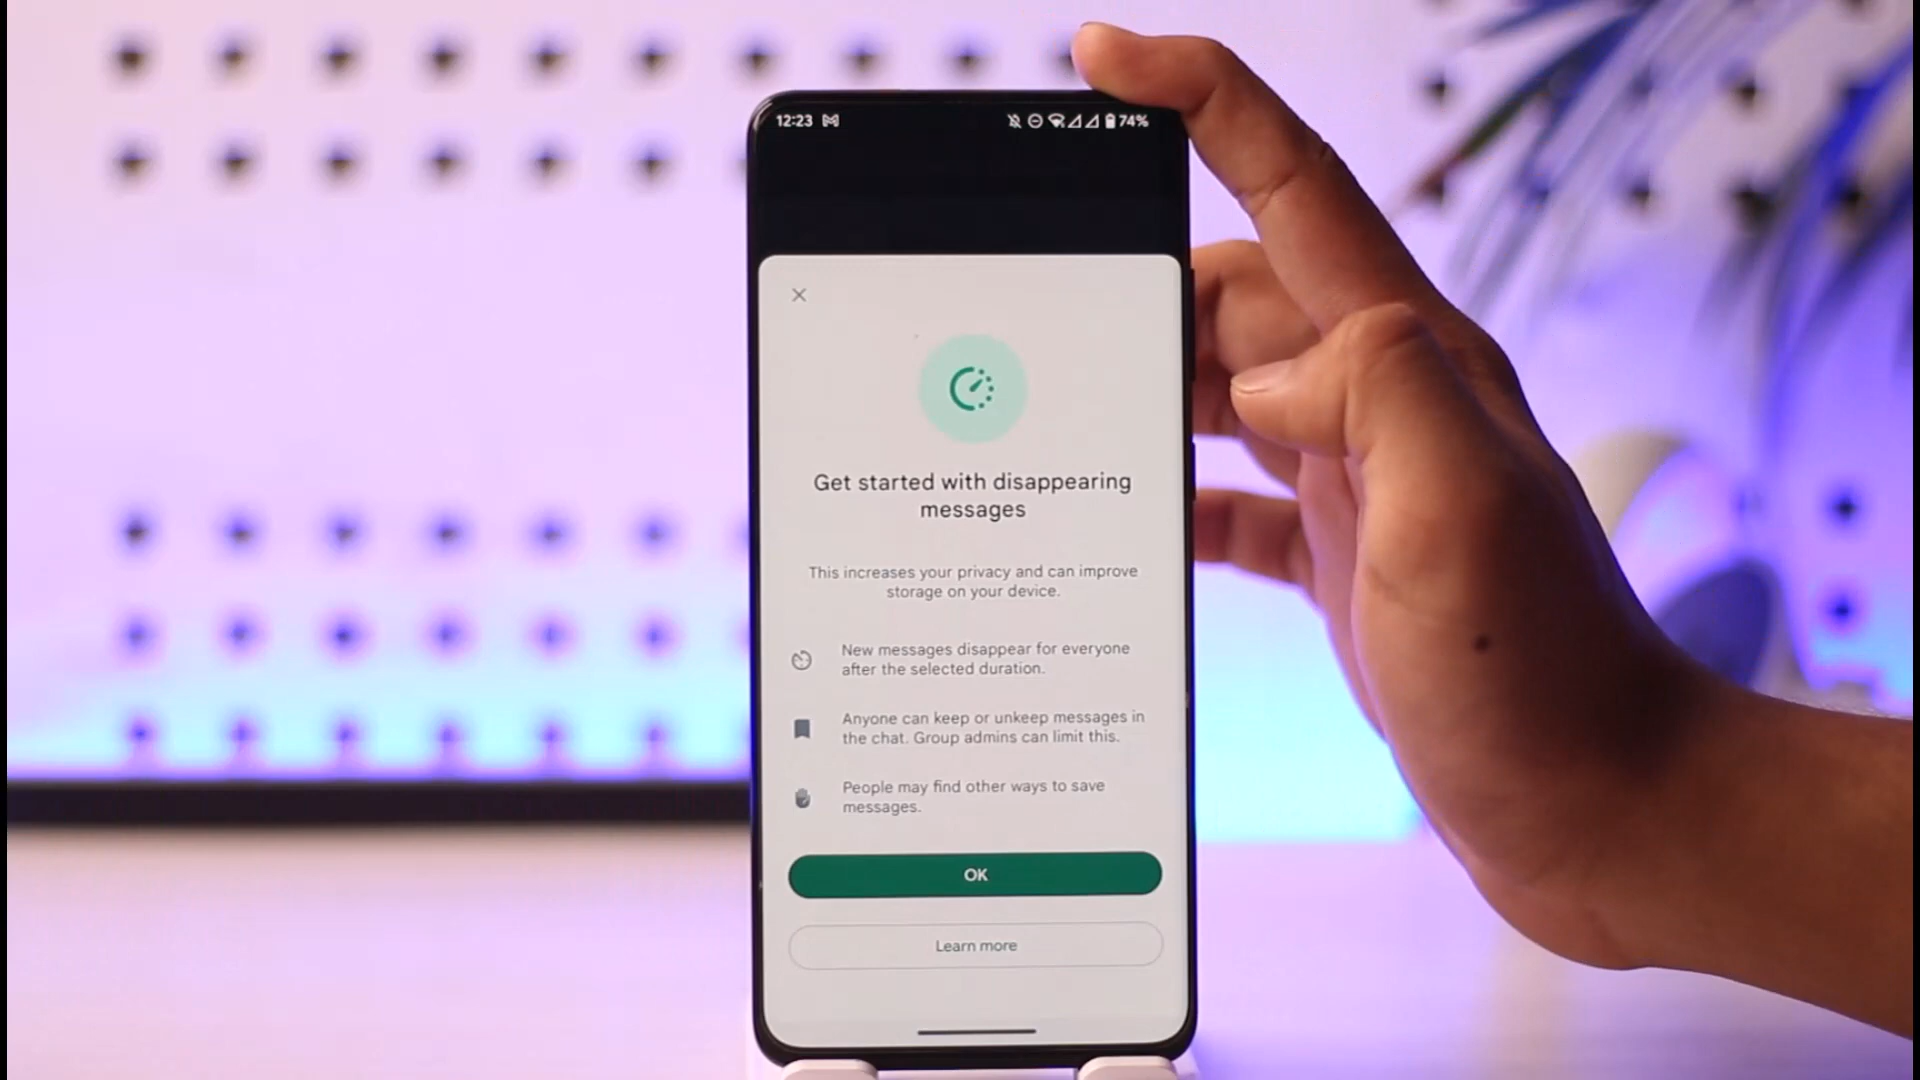 12:23 74%
Get started with disappearing
messages
This increases your privacy and can improve
storage on your device.
New messages disappear for everyone
after the selected duration.
Anyone can keep or unkeep messages in
the chat. Group admins can limit this.
People may find other ways to save
messages.
OK
Learn more